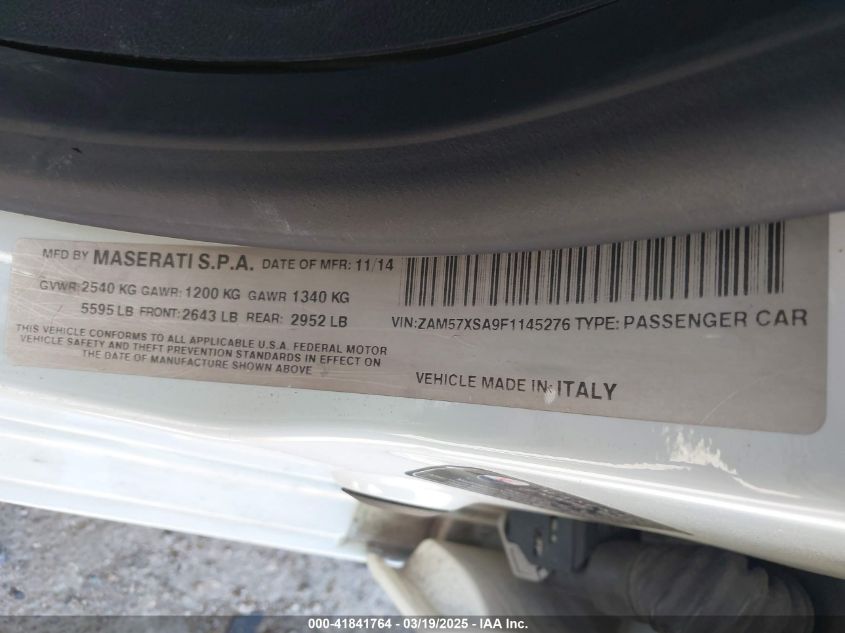 MFD BY MASERATI S.P.A. DATE OF MFR: 11/14
GVWR: 2540 KG GAWR: 1200 KG GAWR 1340 KG
5595 LB FRONT: 2643 LB REAR: 2952 LB
THIS VEHICLE CONFORMS TO ALL APPLICABLE U.S.A. FEDERAL MOTOR
VEHICLE SAFETY AND THEFT PREVENTION STANDARDS IN EFFECT ON
THE DATE OF MANUFACTURE SHOWN ABOVE
VIN:ZAM57XSA9F1145276 TYPE: PASSENGER CAR
VEHICLE MADE IN: ITALY
000-41841764 - 03/19/2025 - IAA Inc.